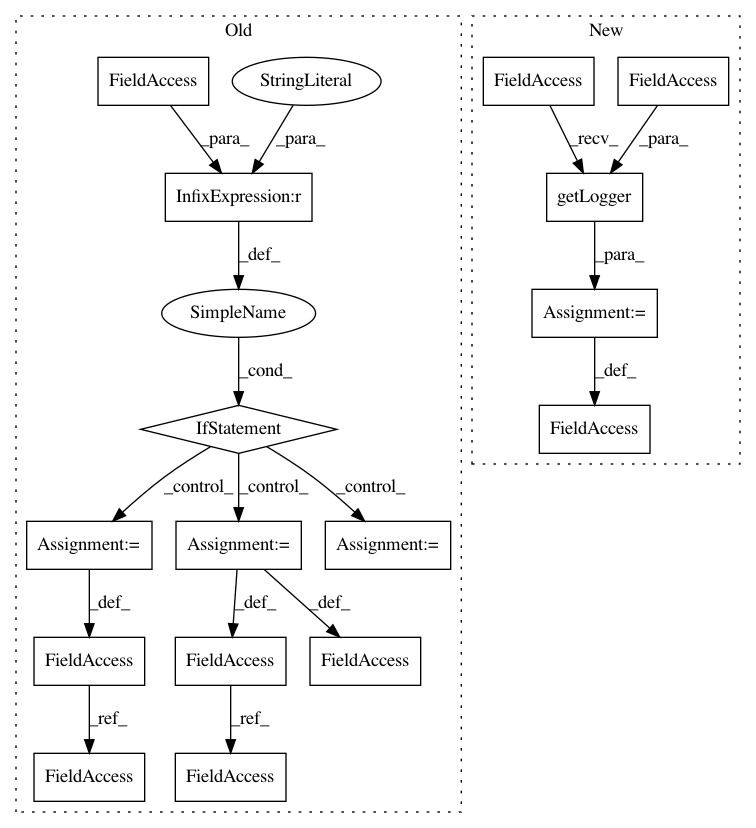 Old
New
FieldAccess
StringLiteral
FieldAccess
FieldAccess
_para_
_para_
_recv_
_para_
InfixExpression:r
getLogger
_def_
_para_
SimpleName
Assignment:=
_cond_
_def_
IfStatement
FieldAccess
_control_
_control_
_control_
Assignment:=
Assignment:=
Assignment:=
_def_
_def_
_def_
FieldAccess
FieldAccess
FieldAccess
_ref_
_ref_
FieldAccess
FieldAccess